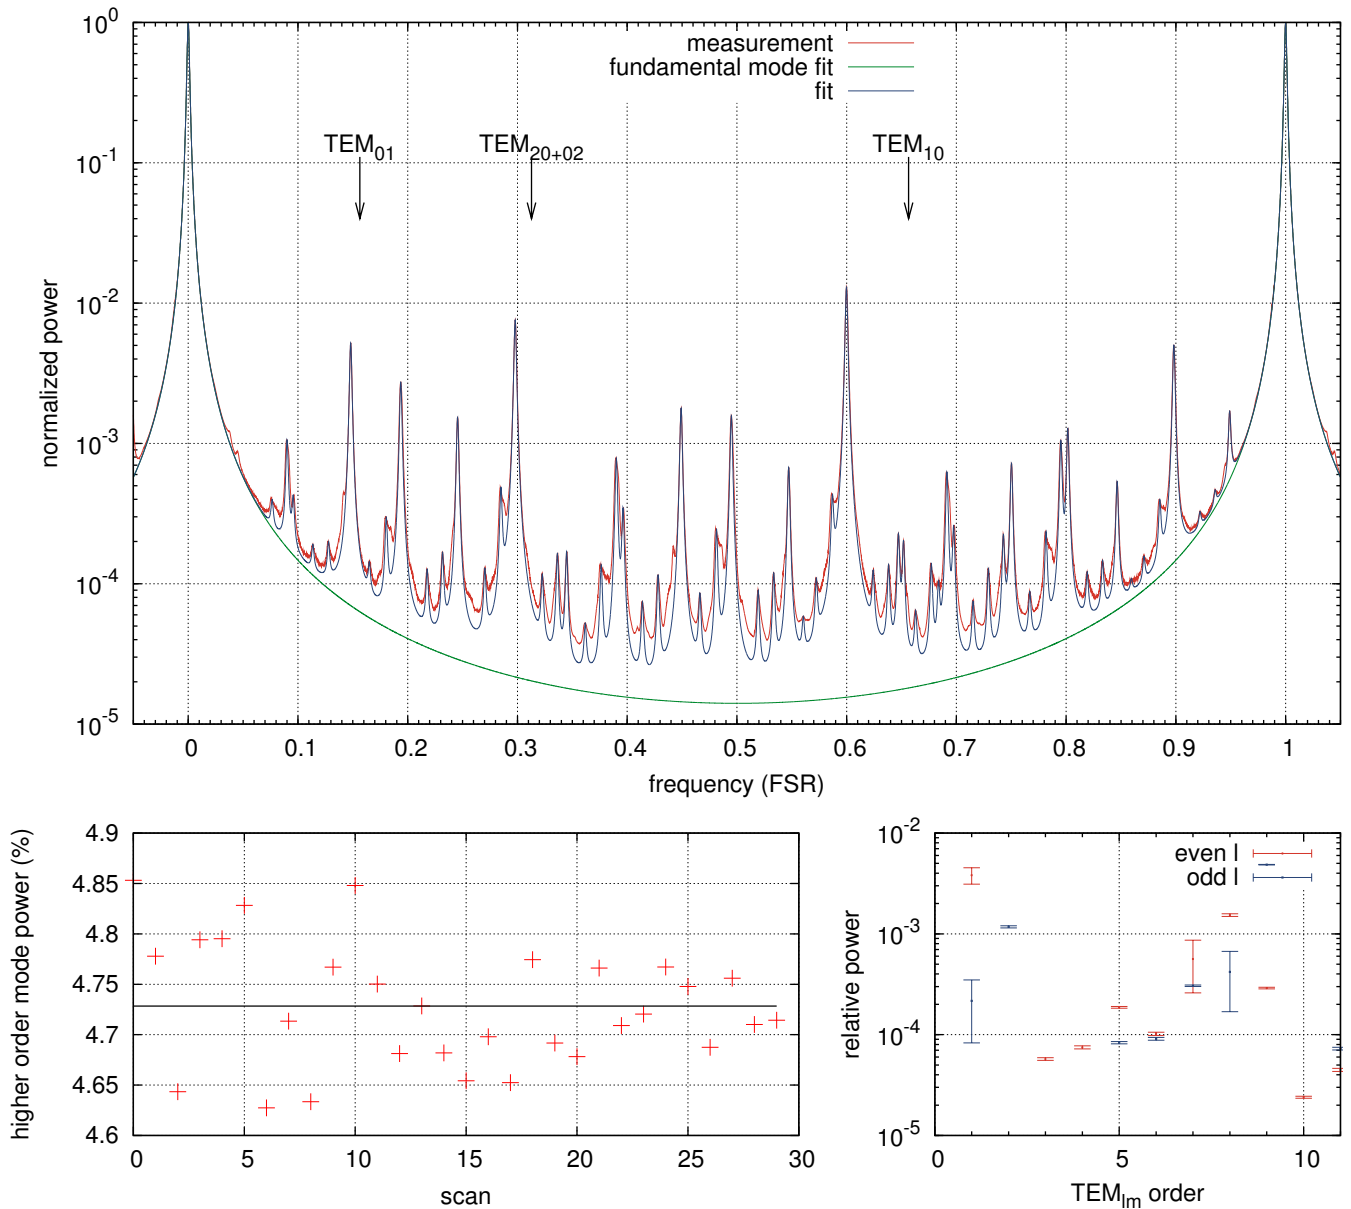 measurement
fundamental mode fit
fit
TEM01
TEM20+02
TEM10
normalized power
10^0
10^-1
10^-2
10^-3
10^-4
10^-5
0 0.1 0.2 0.3 0.4 0.5 0.6 0.7 0.8 0.9 1
frequency (FSR)
higher order mode power (%)
4.9
4.85
4.8
4.75
4.7
4.65
4.6
0 5 10 15 20 25 30
scan
relative power
10^-2
10^-3
10^-4
10^-5
even l
odd l
0 5 10
TEMlm order